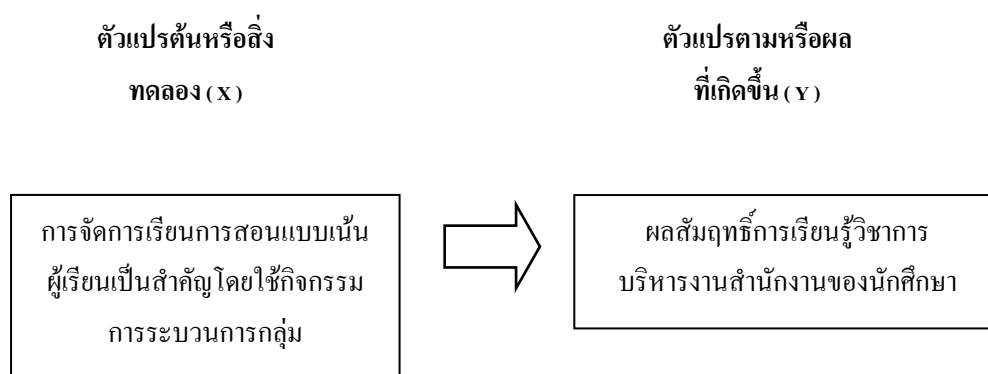 ตัวแปรต้นหรือสิ่ง
ทดลอง ( X )
ตัวแปรตามหรือผล
ที่เกิดขึ้น ( Y )
การจัดการเรียนการสอนแบบเน้น
ผู้เรียนเป็นสำคัญโดยใช้กิจกรรม
การระบวนการกลุ่ม
ผลสัมฤทธิ์การเรียนรู้วิชาการ
บริหารงานสำนักงานของนักศึกษา